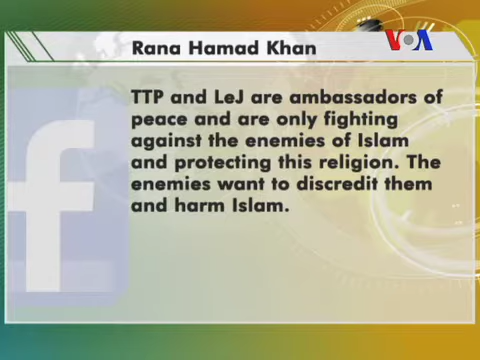 Rana Hamad Khan
VOA
TTP and LeJ are ambassadors of
peace and are only fighting
against the enemies of Islam
and protecting this religion. The
enemies want to discredit them
and harm Islam.
f